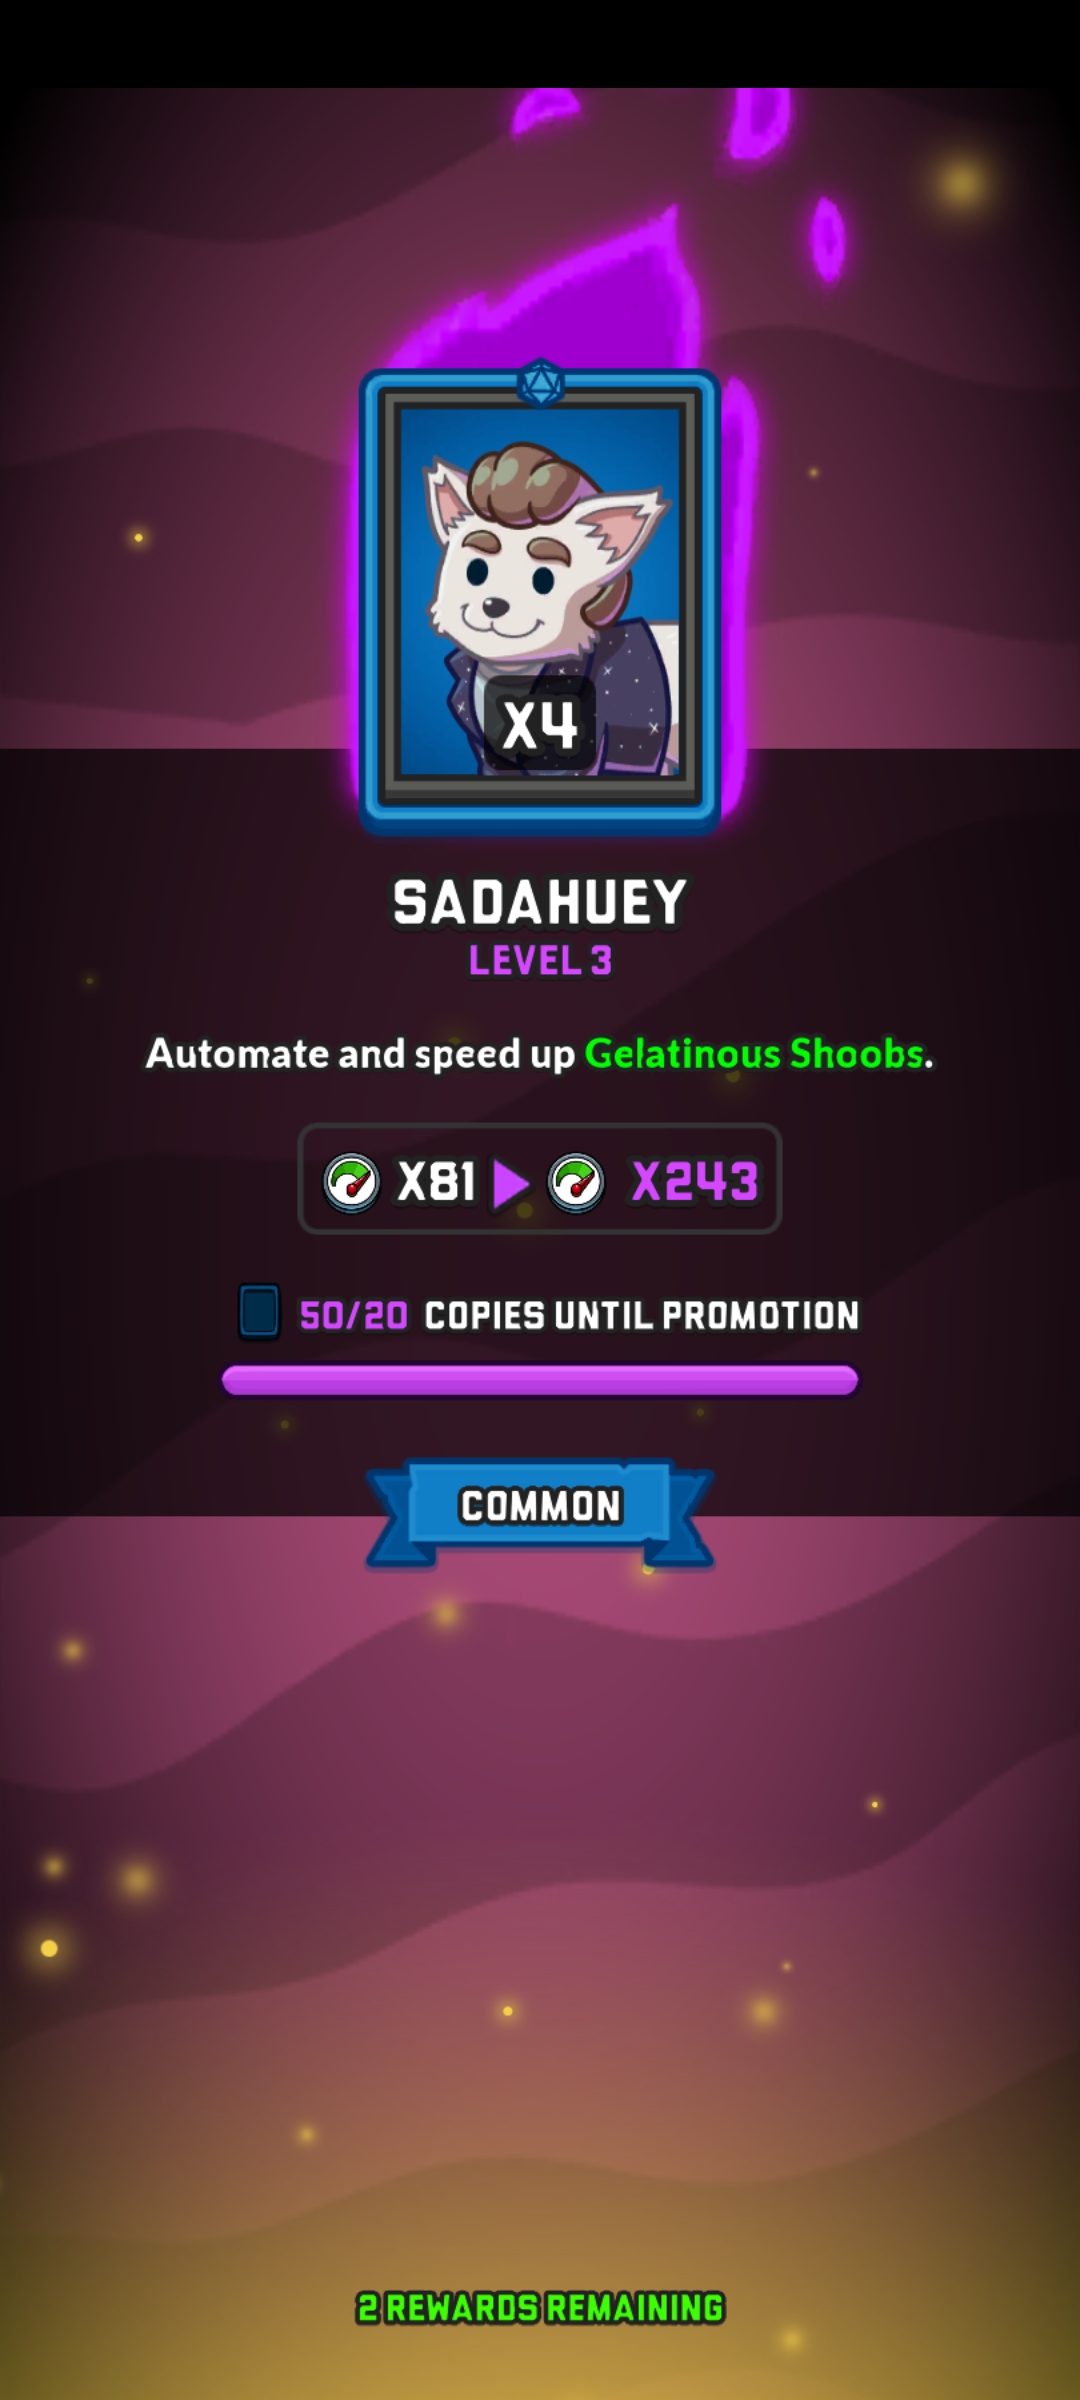 X4
SADAHUEY
LEVEL 3
Automate and speed up Gelatinous Shoobs.
X81 X243
50/20 COPIES UNTIL PROMOTION
COMMON
2 REWARDS REMAINING